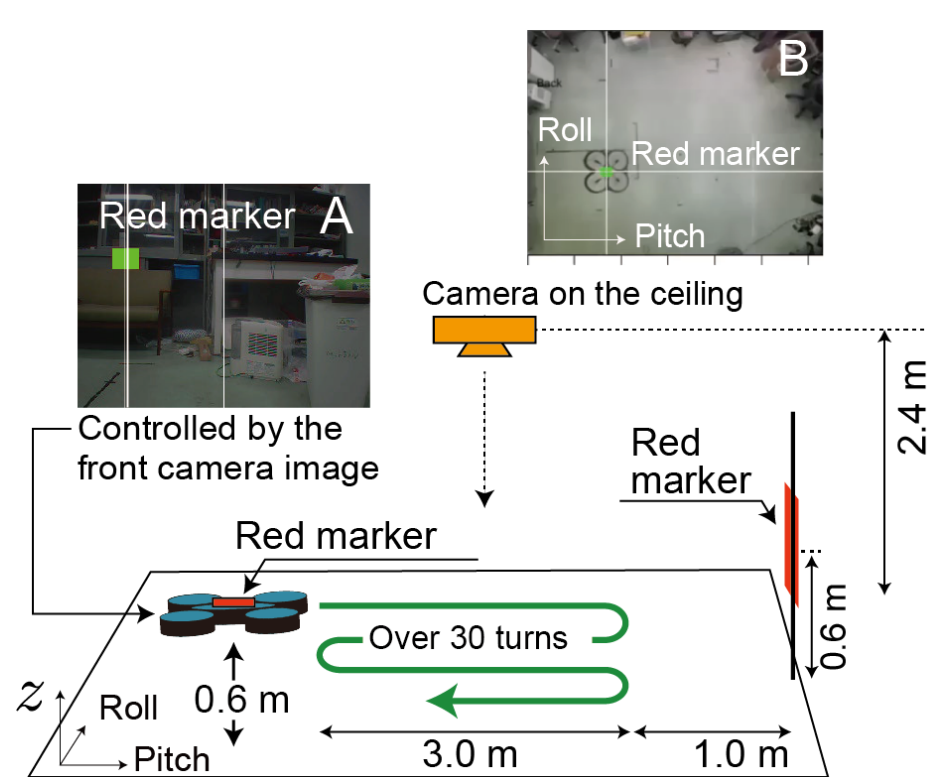 B
Back
Roll
Red marker
Pitch
Red marker A
Camera on the ceiling
2.4 m
Controlled by the
front camera image
Red
marker
Red marker
Over 30 turns
0.6 m
z
Roll
0.6 m
3.0 m
1.0 m
Pitch